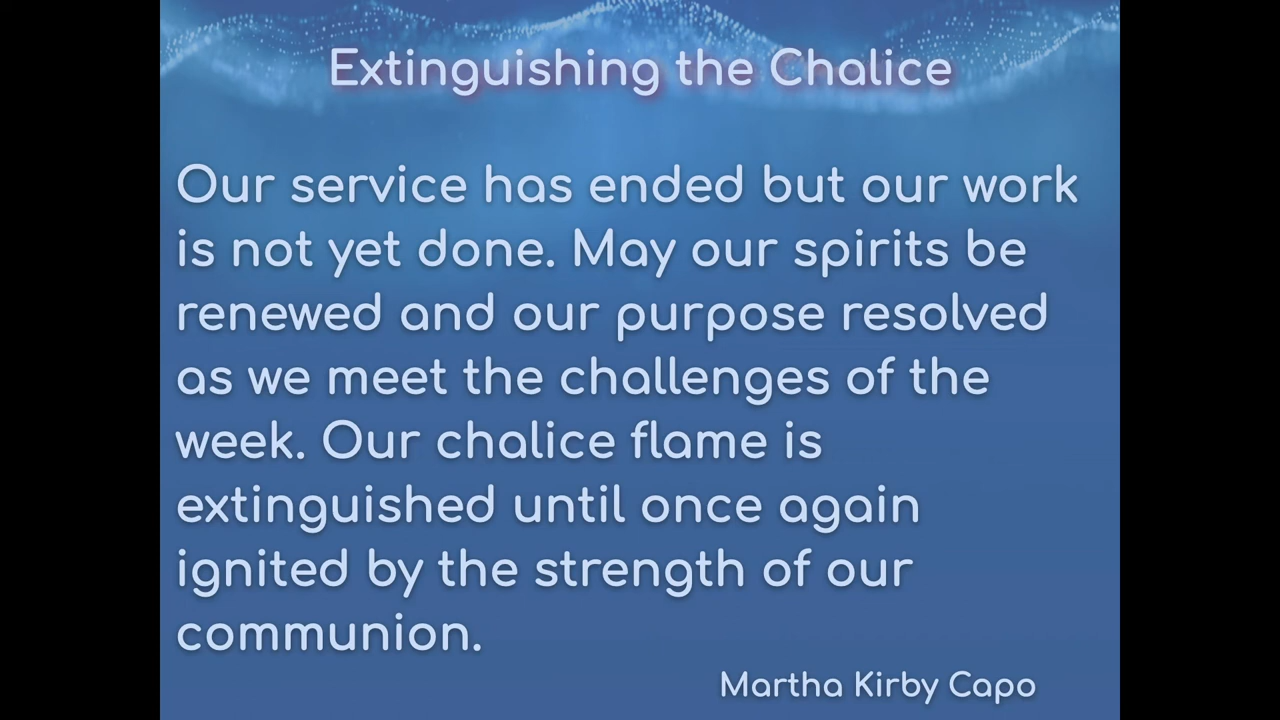 Extinguishing the Chalice
Our service has ended but our work
is not yet done. May our spirits be
renewed and our purpose resolved
as we meet the challenges of the
week. Our chalice flame is
extinguished until once again
ignited by the strength of our
communion.
Martha Kirby Capo